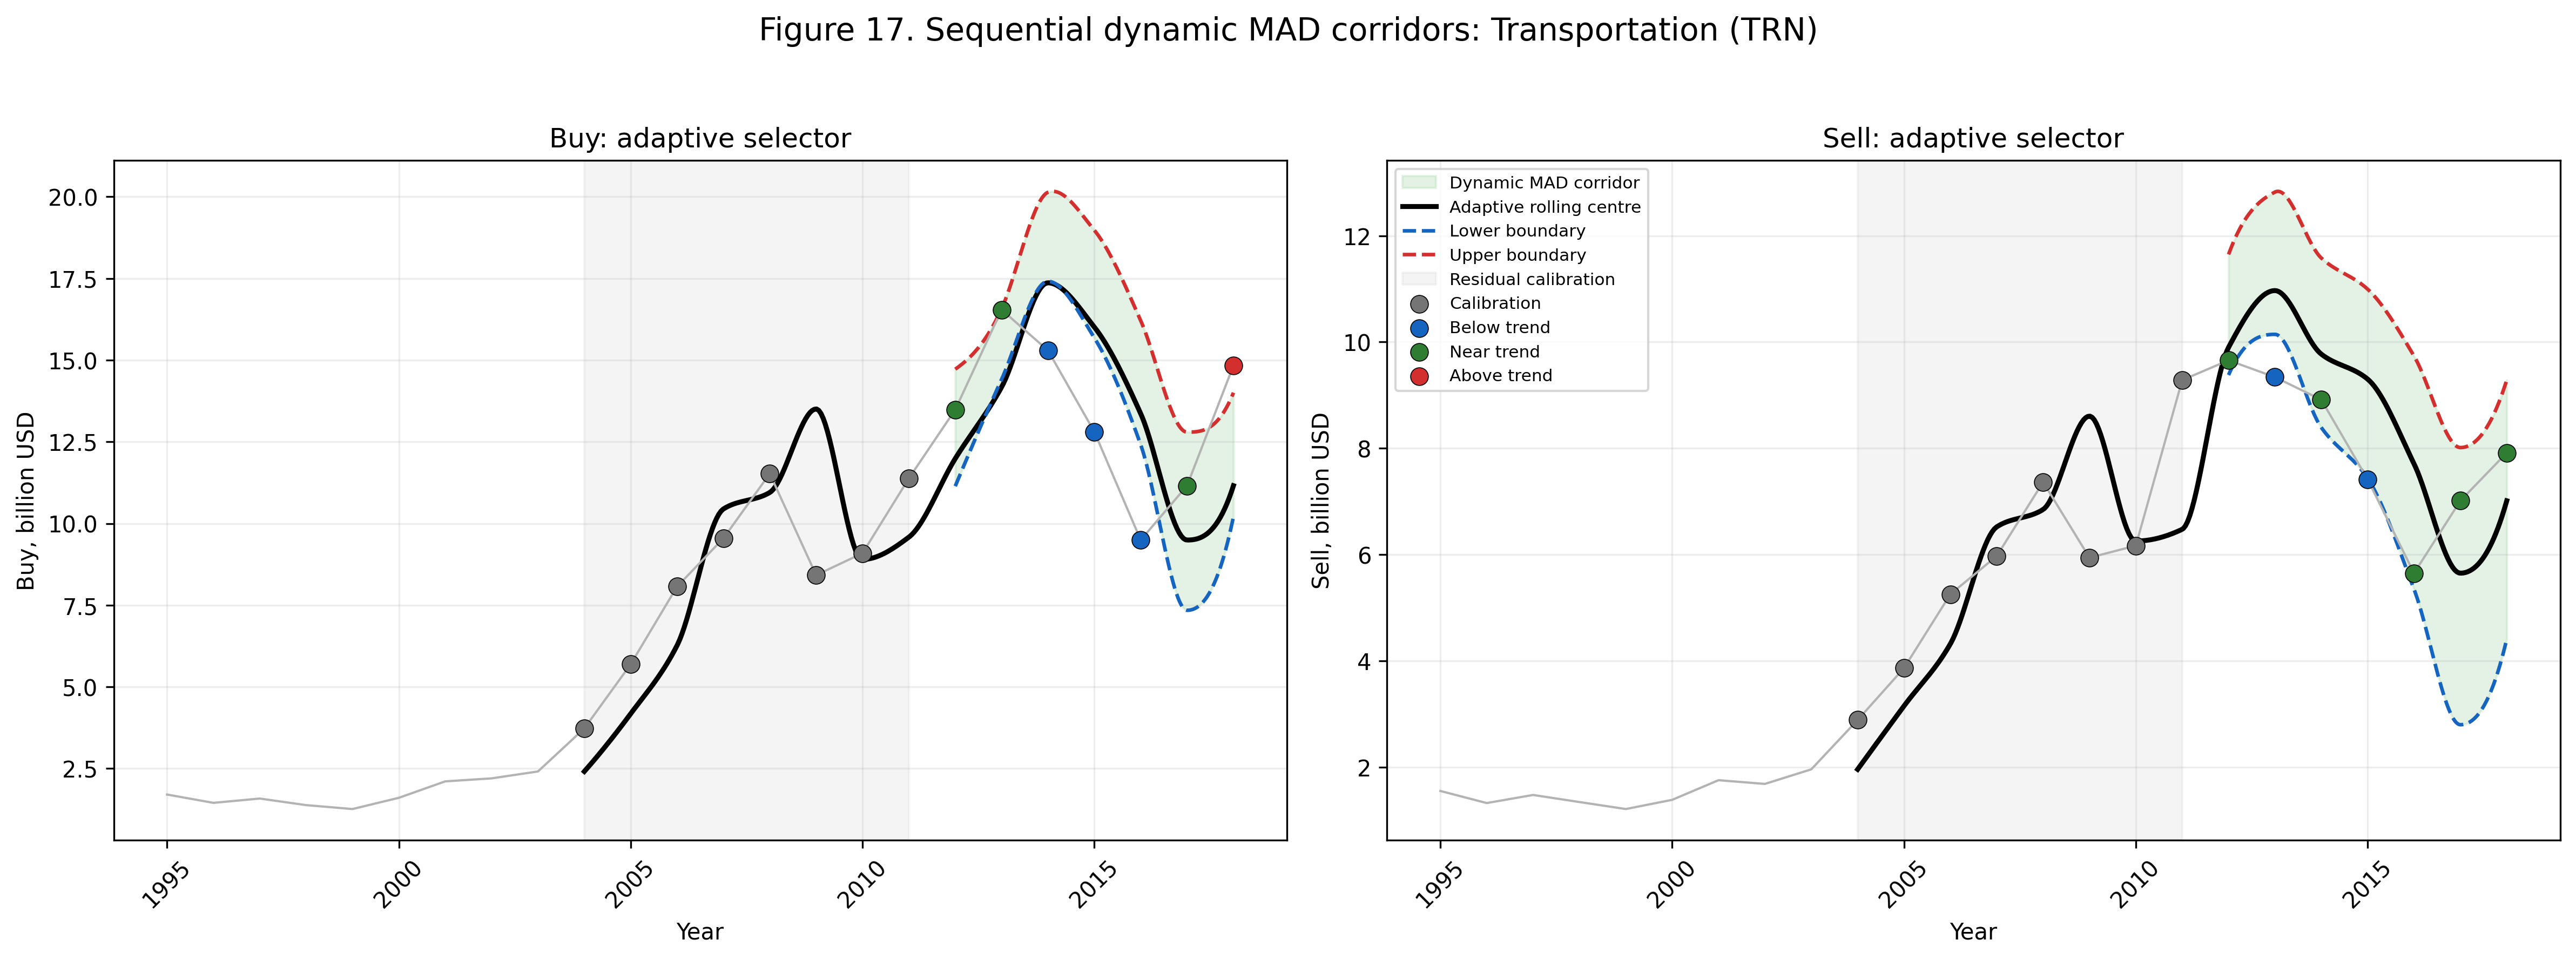 Figure 17. Sequential dynamic MAD corridors: Transportation (TRN)
Buy: adaptive selector
20.0
17.5
15.0
12.5
10.0
7.5
5.0
2.5
Buy, billion USD
1995
2000
2005
2010
2015
Year
Sell: adaptive selector
Dynamic MAD corridor
Adaptive rolling centre
Lower boundary
Upper boundary
Residual calibration
Calibration
Below trend
Near trend
Above trend
12
10
8
6
4
2
Sell, billion USD
1995
2000
2005
2010
2015
Year